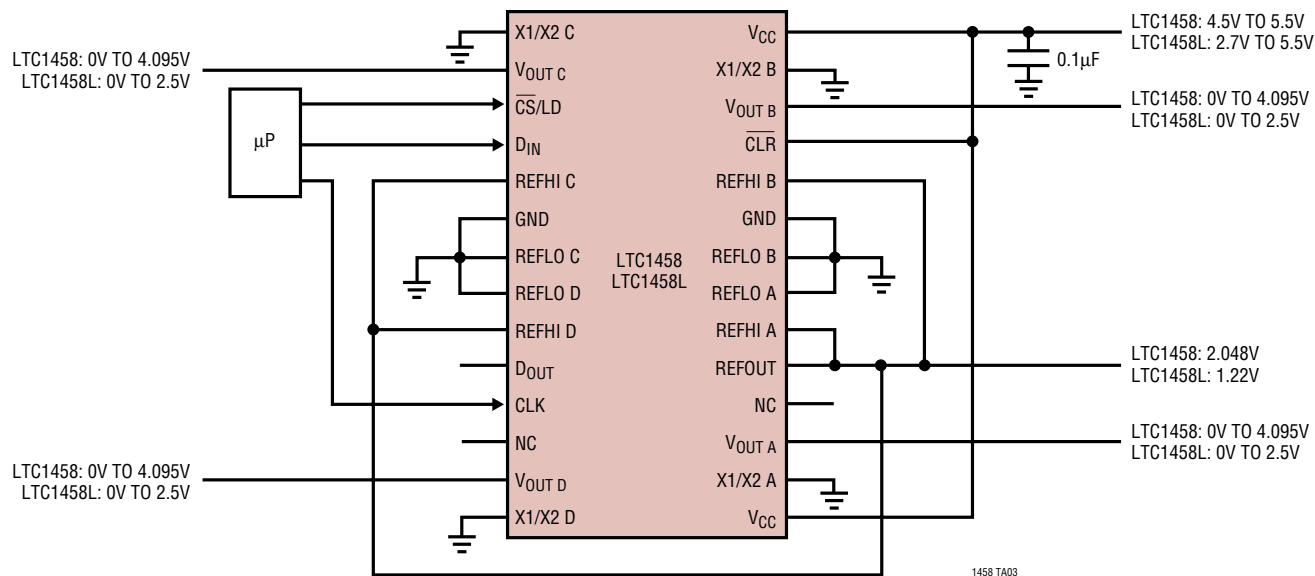 X1/X2 C
VOUT C
CS/LD
DIN
REFHI C
GND
REFLO C
REFLO D
REFHI D
DOUT
CLK
NC
VOUT D
X1/X2 D
LTC1458: 0V TO 4.095V
LTC1458L: 0V TO 2.5V
µP
LTC1458: 0V TO 4.095V
LTC1458L: 0V TO 2.5V
LTC1458
LTC1458L
VCC
X1/X2 B
VOUT B
CLR
REFHI B
GND
REFLO B
REFLO A
REFHI A
REFOUT
NC
VOUT A
X1/X2 A
VCC
LTC1458: 4.5V TO 5.5V
LTC1458L: 2.7V TO 5.5V
0.1µF
LTC1458: 0V TO 4.095V
LTC1458L: 0V TO 2.5V
LTC1458: 2.048V
LTC1458L: 1.22V
LTC1458: 0V TO 4.095V
LTC1458L: 0V TO 2.5V
1458 TA03